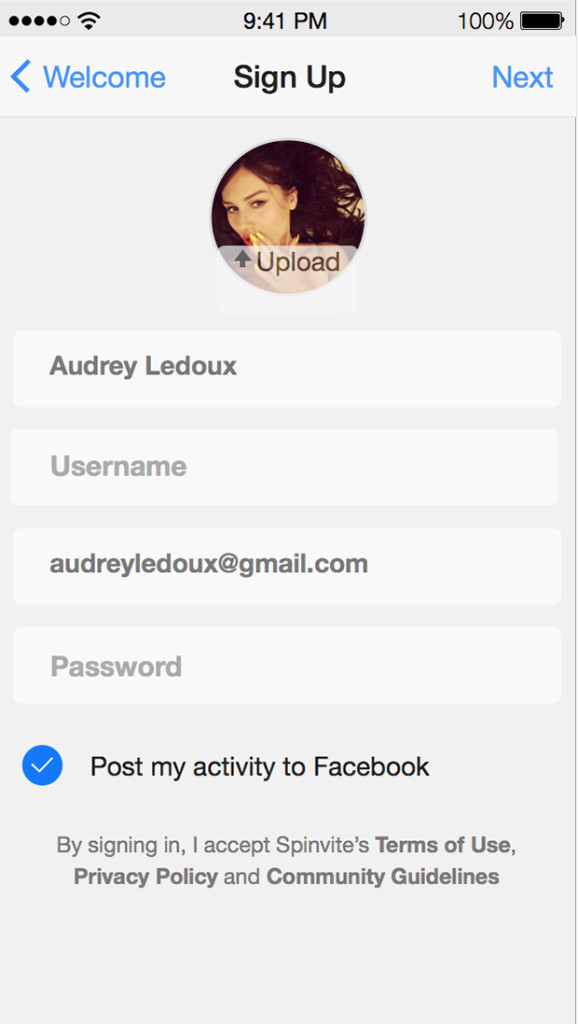 9:41 PM 100%
Welcome Sign Up Next
Upload
Audrey Ledoux
Username
audreyledoux@gmail.com
Password
Post my activity to Facebook
By signing in, I accept Spinvite’s Terms of Use,
Privacy Policy and Community Guidelines